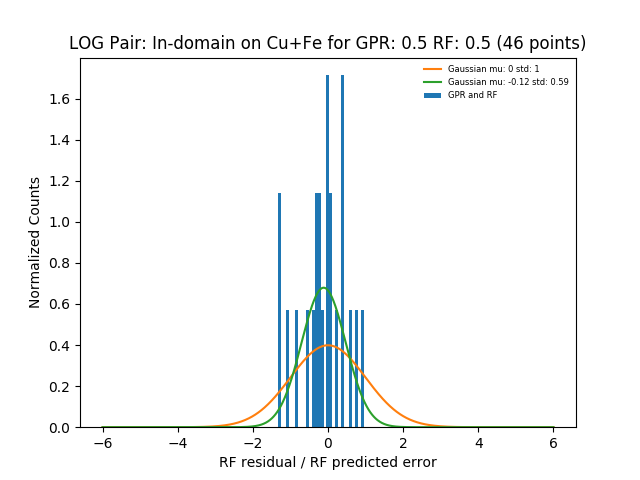 LOG Pair: In-domain on Cu+Fe for GPR: 0.5 RF: 0.5 (46 points)
Gaussian mu: 0 std: 1
Gaussian mu: -0.12 std: 0.59
GPR and RF
Normalized Counts
1.6
1.4
1.2
1.0
0.8
0.6
0.4
0.2
0.0
−6 −4 −2 0 2 4 6
RF residual / RF predicted error